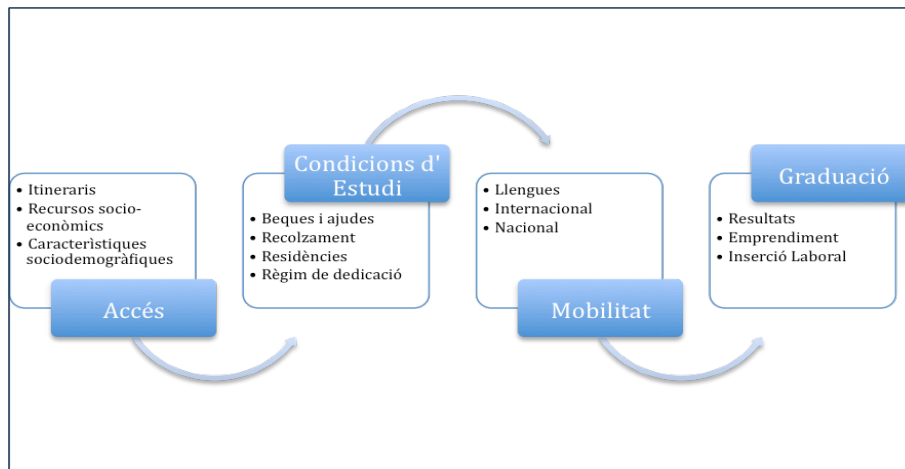 • Itineraris
• Recursos socio-
econòmics
• Caracterìstiques
sociodemogràfiques
Accés
Condicions d'
Estudi
• Beques i ajudes
• Recolzament
• Residències
• Règim de dedicació
• Llengues
• Internacional
• Nacional
Mobilitat
Graduació
• Resultats
• Emprendiment
• Inserció Laboral